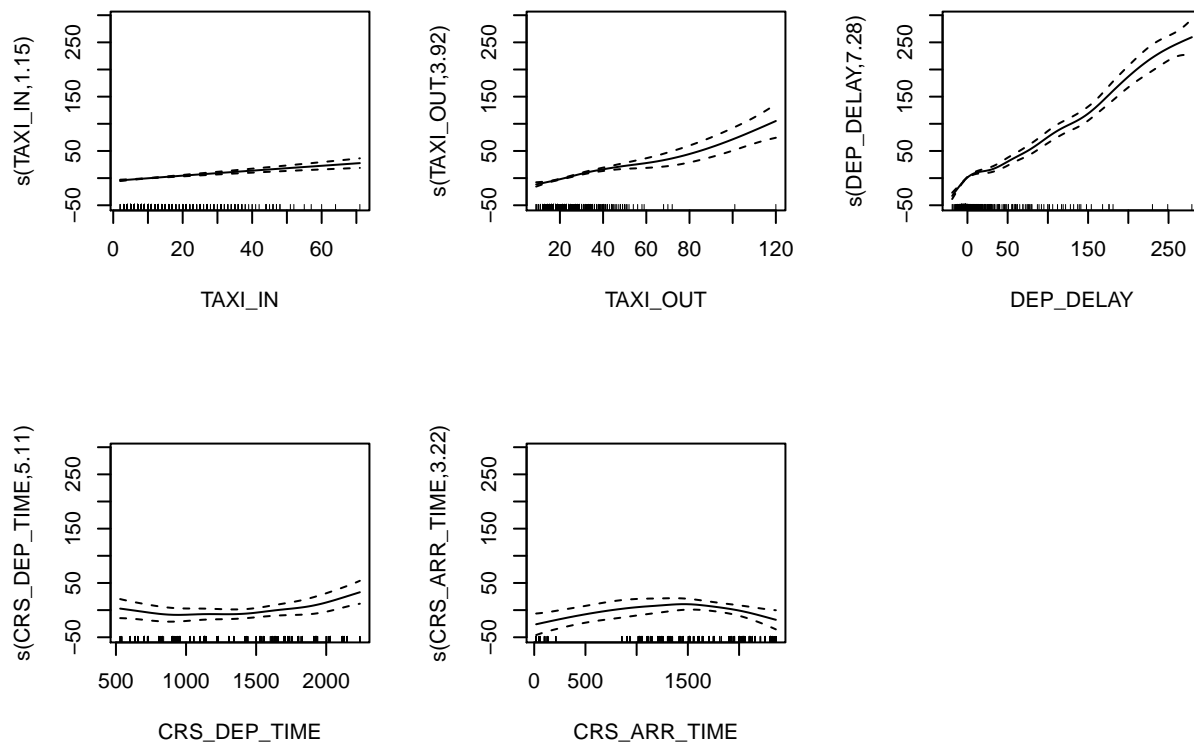 s(TAXI_IN,1.15)
−50 50 150 250
0 20 40 60
TAXI_IN
s(TAXI_OUT,3.92)
−50 50 150 250
20 40 60 80 120
TAXI_OUT
s(DEP_DELAY,7.28)
−50 50 150 250
0 50 150 250
DEP_DELAY
s(CRS_DEP_TIME,5.11)
−50 50 150 250
500 1000 1500 2000
CRS_DEP_TIME
s(CRS_ARR_TIME,3.22)
−50 50 150 250
0 500 1500
CRS_ARR_TIME